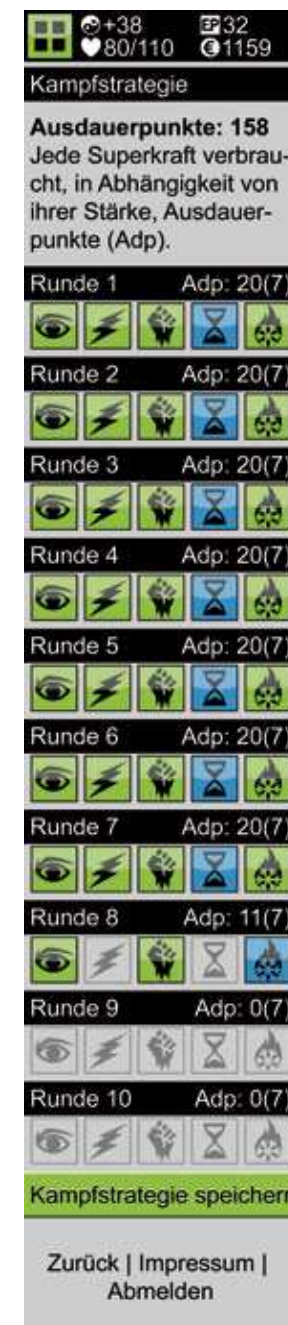 +38 EP 32
80/110 € 1159
Kampfstrategie
Ausdauerpunkte: 158
Jede Superkraft verbrau-
cht, in Abhängigkeit von
ihrer Stärke, Ausdauer-
punkte (Adp).
Runde 1 Adp: 20(7)
Runde 2 Adp: 20(7)
Runde 3 Adp: 20(7)
Runde 4 Adp: 20(7)
Runde 5 Adp: 20(7)
Runde 6 Adp: 20(7)
Runde 7 Adp: 20(7)
Runde 8 Adp: 11(7)
Runde 9 Adp: 0(7)
Runde 10 Adp: 0(7)
Kampfstrategie speichern
Zurück | Impressum |
Abmelden